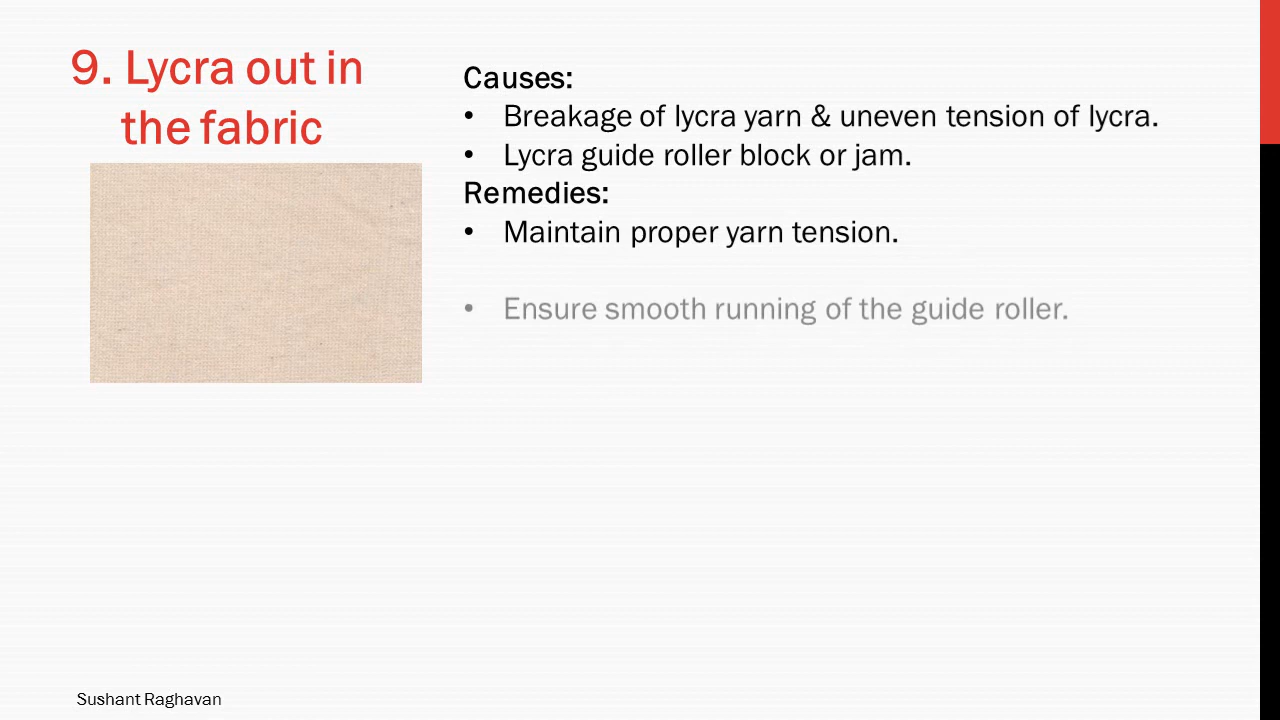 9. Lycra out in
the fabric
Causes:
• Breakage of lycra yarn & uneven tension of lycra.
• Lycra guide roller block or jam.
Remedies:
• Maintain proper yarn tension.
• Ensure smooth running of the guide roller.
Sushant Raghavan